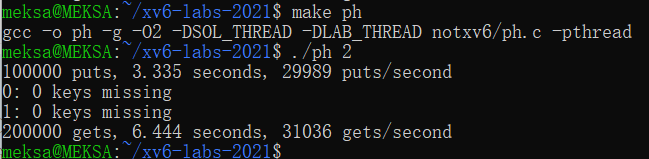 meksa@MEKSA:~/xv6-labs-2021$ make ph
gcc -o ph -g -O2 -DSOL_THREAD -DLAB_THREAD notxv6/ph.c -pthread
meksa@MEKSA:~/xv6-labs-2021$ ./ph 2
100000 puts, 3.335 seconds, 29989 puts/second
0: 0 keys missing
1: 0 keys missing
200000 gets, 6.444 seconds, 31036 gets/second
meksa@MEKSA:~/xv6-labs-2021$